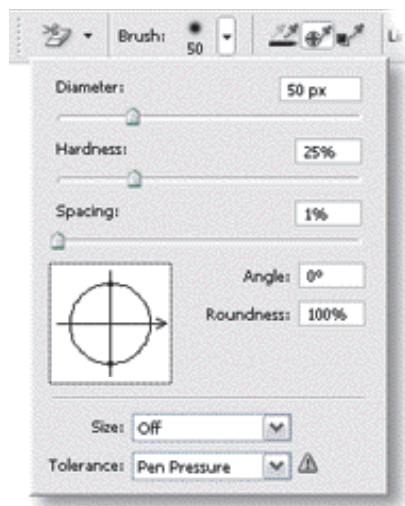 Brush: 50 Li
Diameter: 50 px
Hardness: 25%
Spacing: 1%
Angle: 0°
Roundness: 100%
Size: Off
Tolerance: Pen Pressure